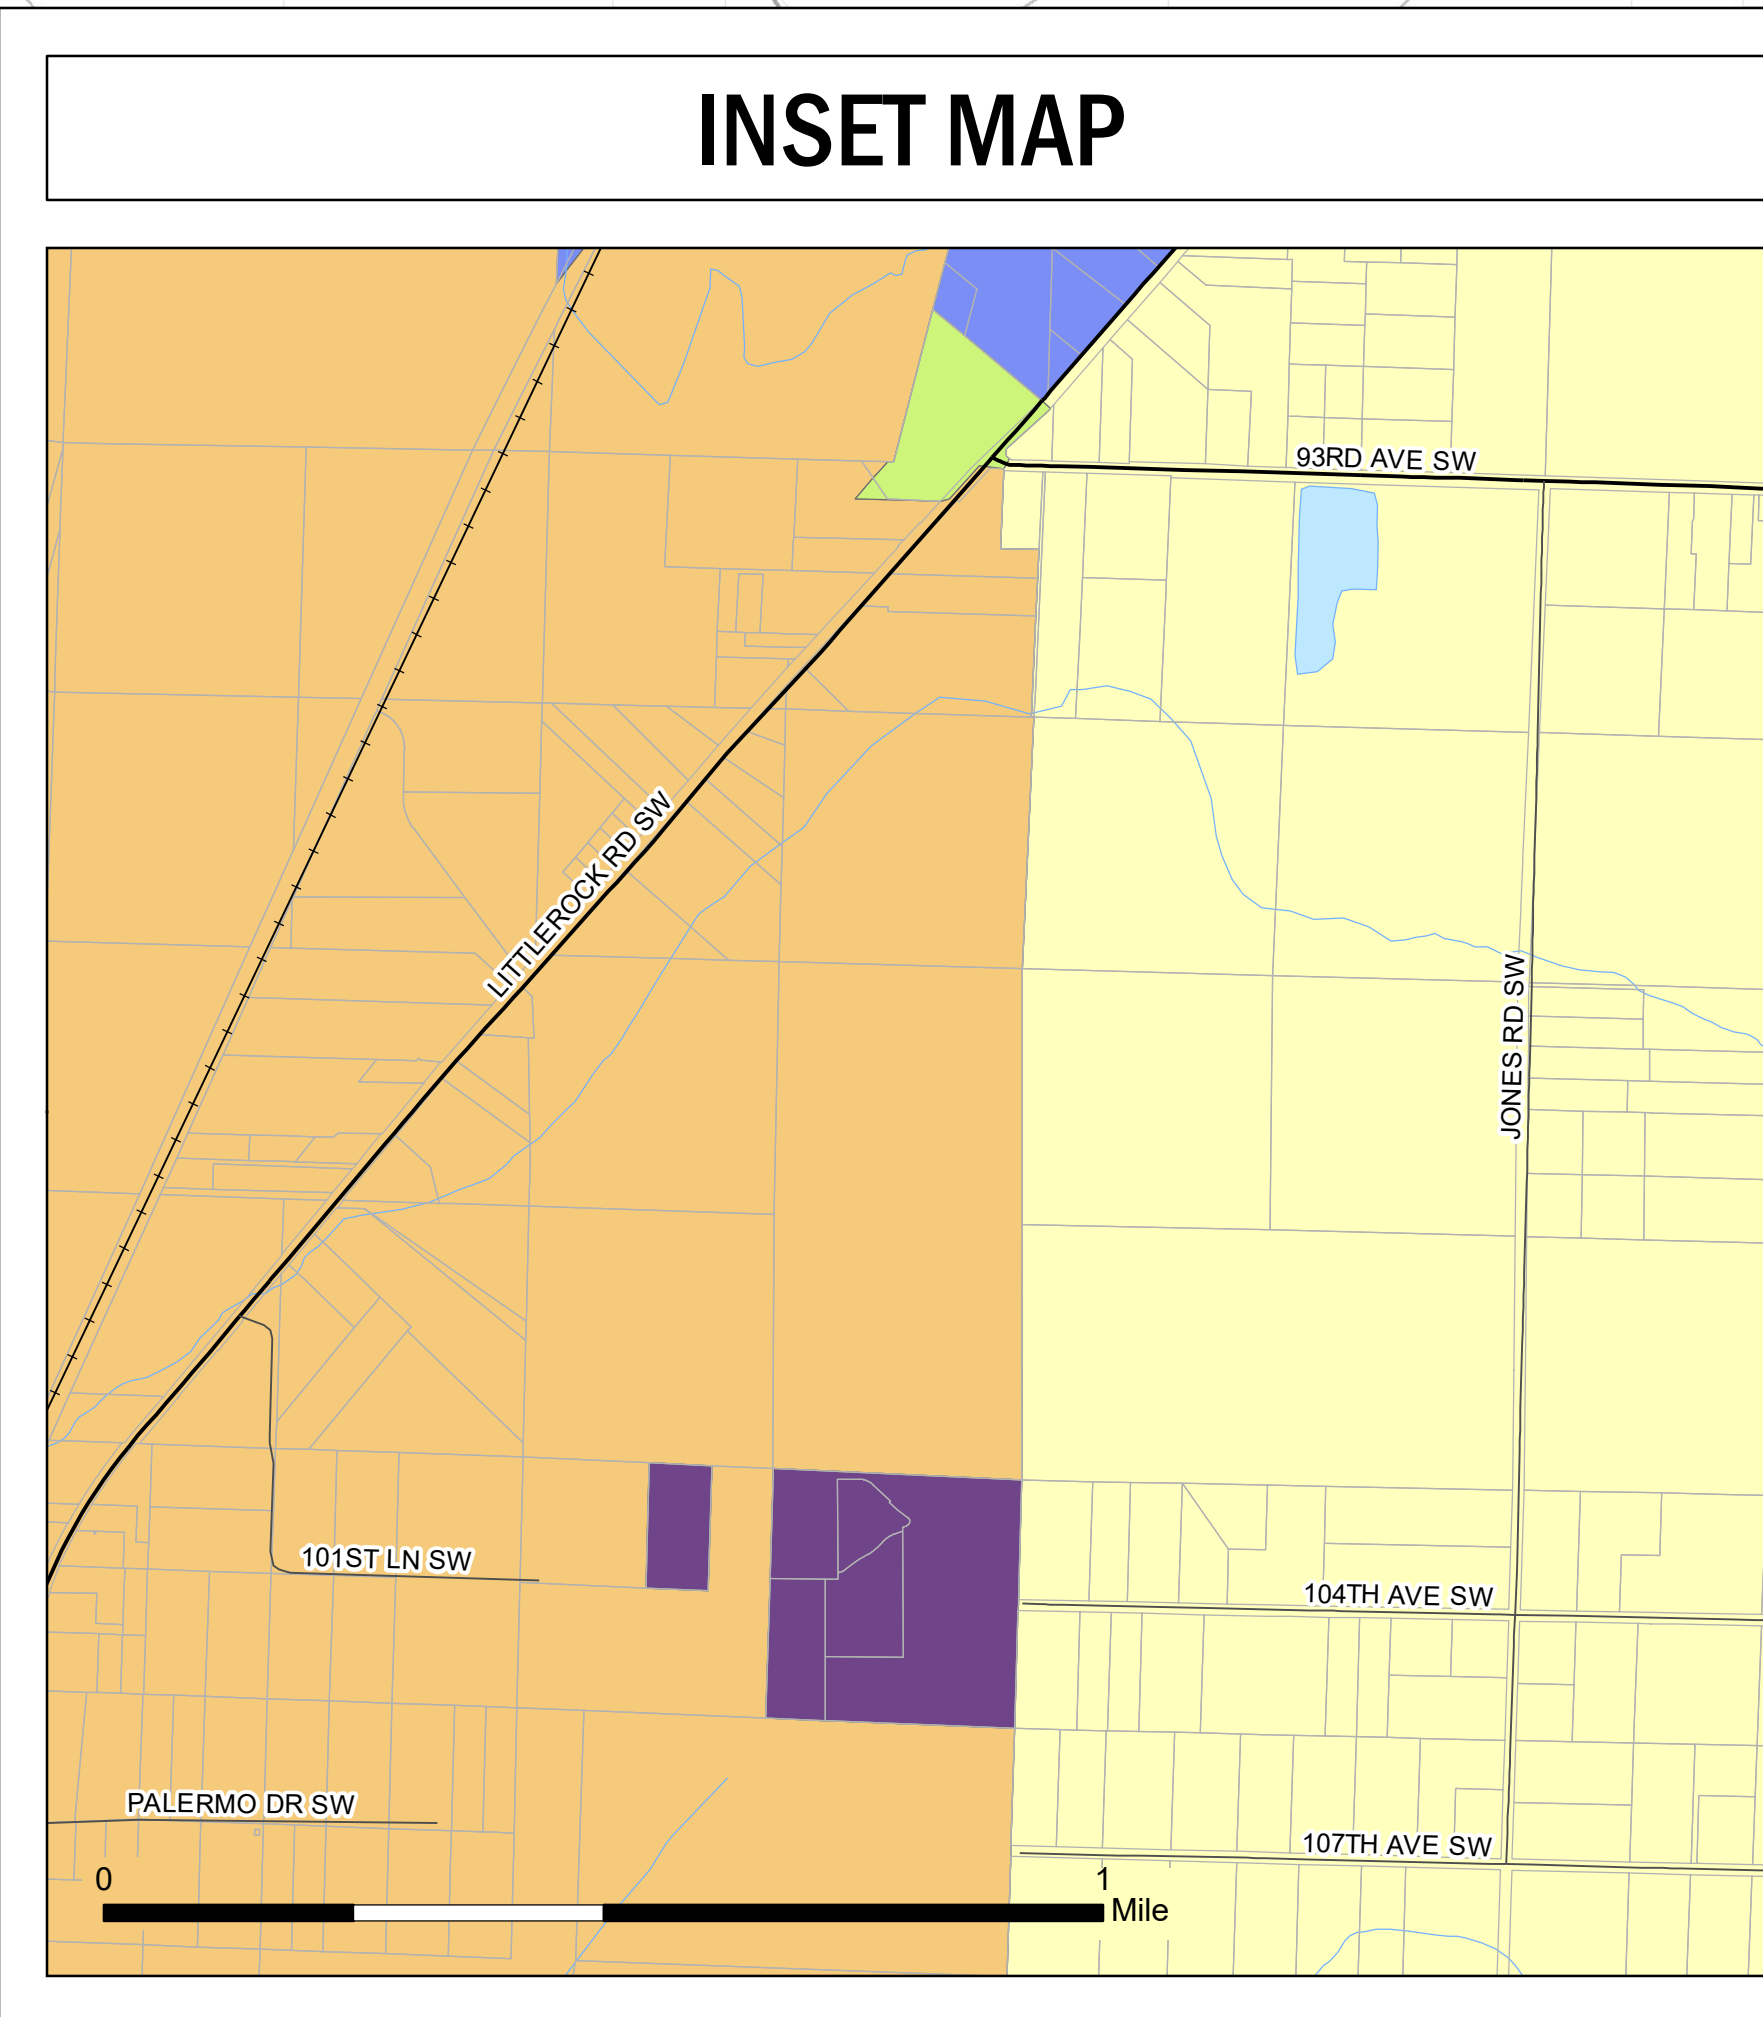 INSET MAP
93RD AVE SW
LITTLEROCK RD SW
JONES RD SW
101ST LN SW
104TH AVE SW
PALERMO DR SW
107TH AVE SW
0
1
Mile